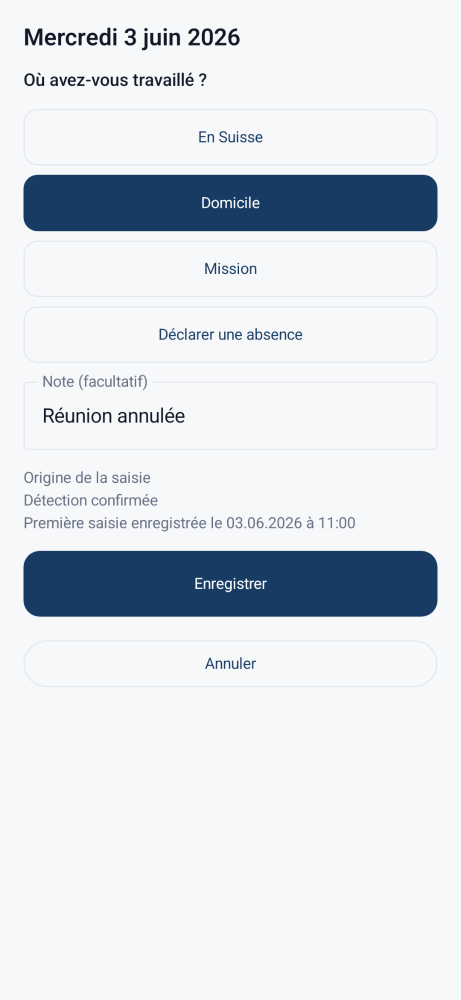 Mercredi 3 juin 2026
Où avez-vous travaillé ?
En Suisse
Domicile
Mission
Déclarer une absence
Note (facultatif)
Réunion annulée
Origine de la saisie
Détection confirmée
Première saisie enregistrée le 03.06.2026 à 11:00
Enregistrer
Annuler